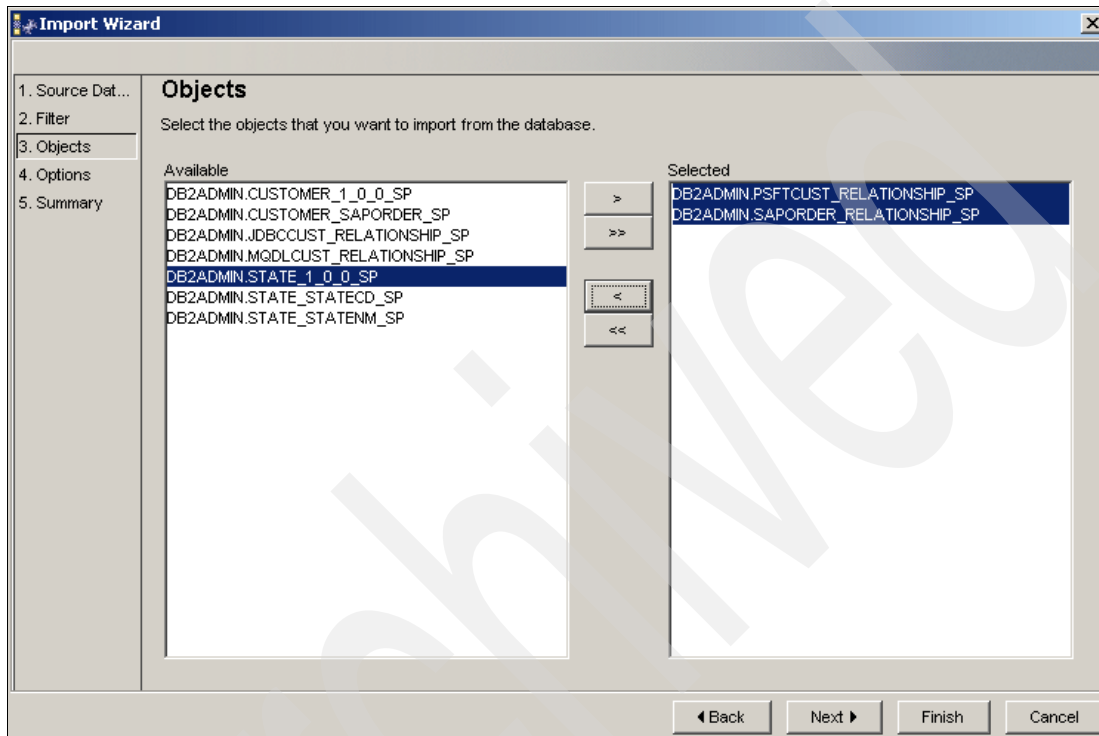 Import Wizard
1. Source Dat...
2. Filter
3. Objects
4. Options
5. Summary
Objects
Select the objects that you want to import from the database.
Available
DB2ADMIN.CUSTOMER_1_0_0_SP
DB2ADMIN.CUSTOMER_SAPORDER_SP
DB2ADMIN.JDBCCUST_RELATIONSHIP_SP
DB2ADMIN.MQDLCUST_RELATIONSHIP_SP
DB2ADMIN.STATE_1_0_0_SP
DB2ADMIN.STATE_STATECD_SP
DB2ADMIN.STATE_STATENM_SP
>
>>
<
<<
Selected
DB2ADMIN.PSFTCUST_RELATIONSHIP_SP
DB2ADMIN.SAPORDER_RELATIONSHIP_SP
Back
Next
Finish
Cancel